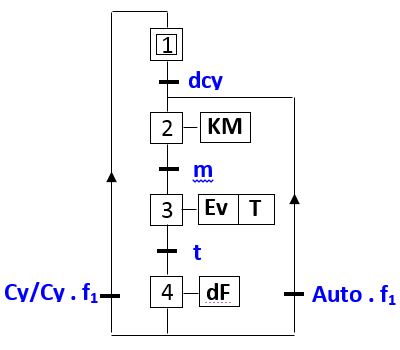 1
dcy
2 KM
m
3 Ev T
t
Cy/Cy . f₁
4 dF
Auto . f₁